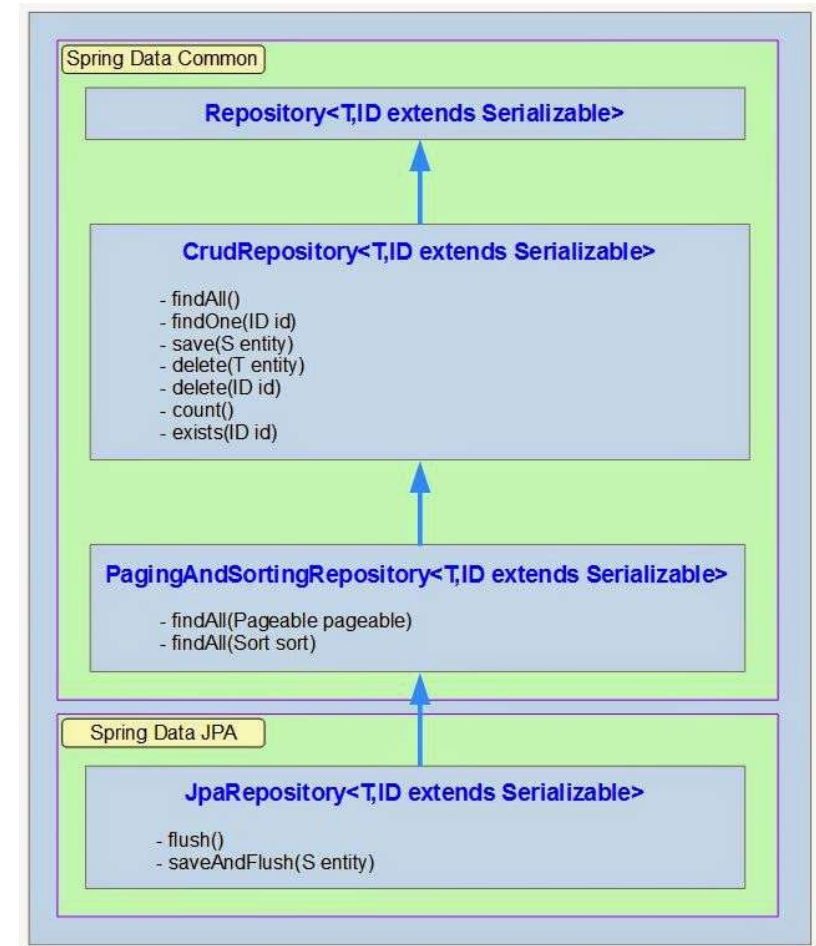 Spring Data Common
Repository<T,ID extends Serializable>
CrudRepository<T,ID extends Serializable>
- findAll()
- findOne(ID id)
- save(S entity)
- delete(T entity)
- delete(ID id)
- count()
- exists(ID id)
PagingAndSortingRepository<T,ID extends Serializable>
- findAll(Pageable pageable)
- findAll(Sort sort)
Spring Data JPA
JpaRepository<T,ID extends Serializable>
- flush()
- saveAndFlush(S entity)